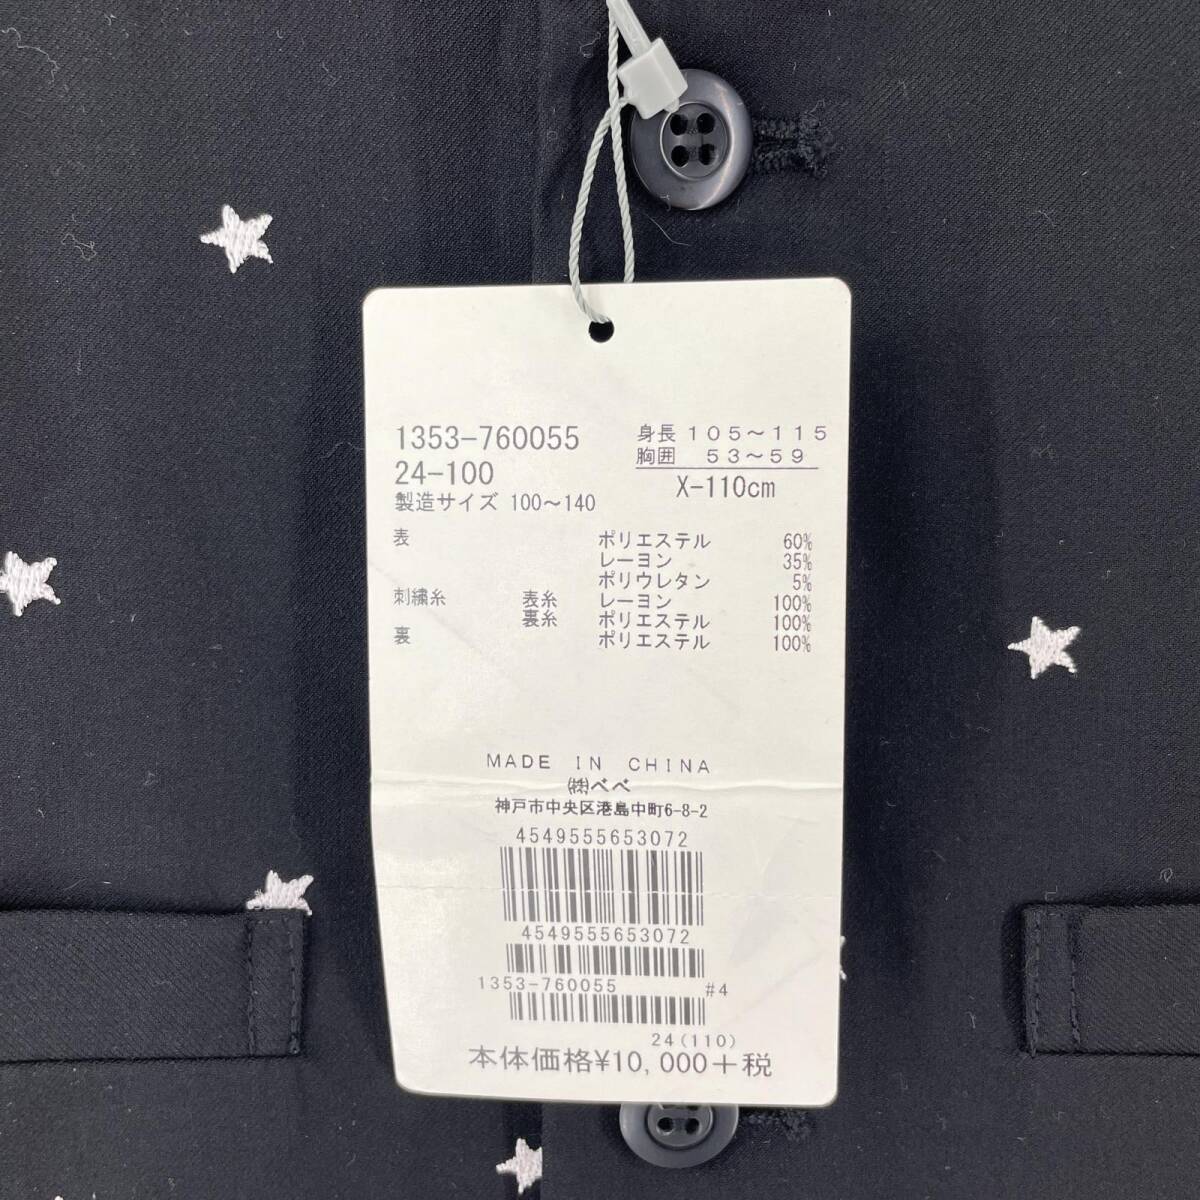 1353-760055
24-100
製造サイズ 100～140
身長 105～115
胸囲 53～59
X-110cm
表 ポリエステル 60%
レーヨン 35%
ポリウレタン 5%
刺繍糸 表糸 レーヨン 100%
裏糸 ポリエステル 100%
裏 ポリエステル 100%
MADE IN CHINA
㈱べべ
神戸市中央区港島中町6-8-2
4549555653072
4549555653072
1353-760055 #4
24(110)
本体価格¥10,000＋税